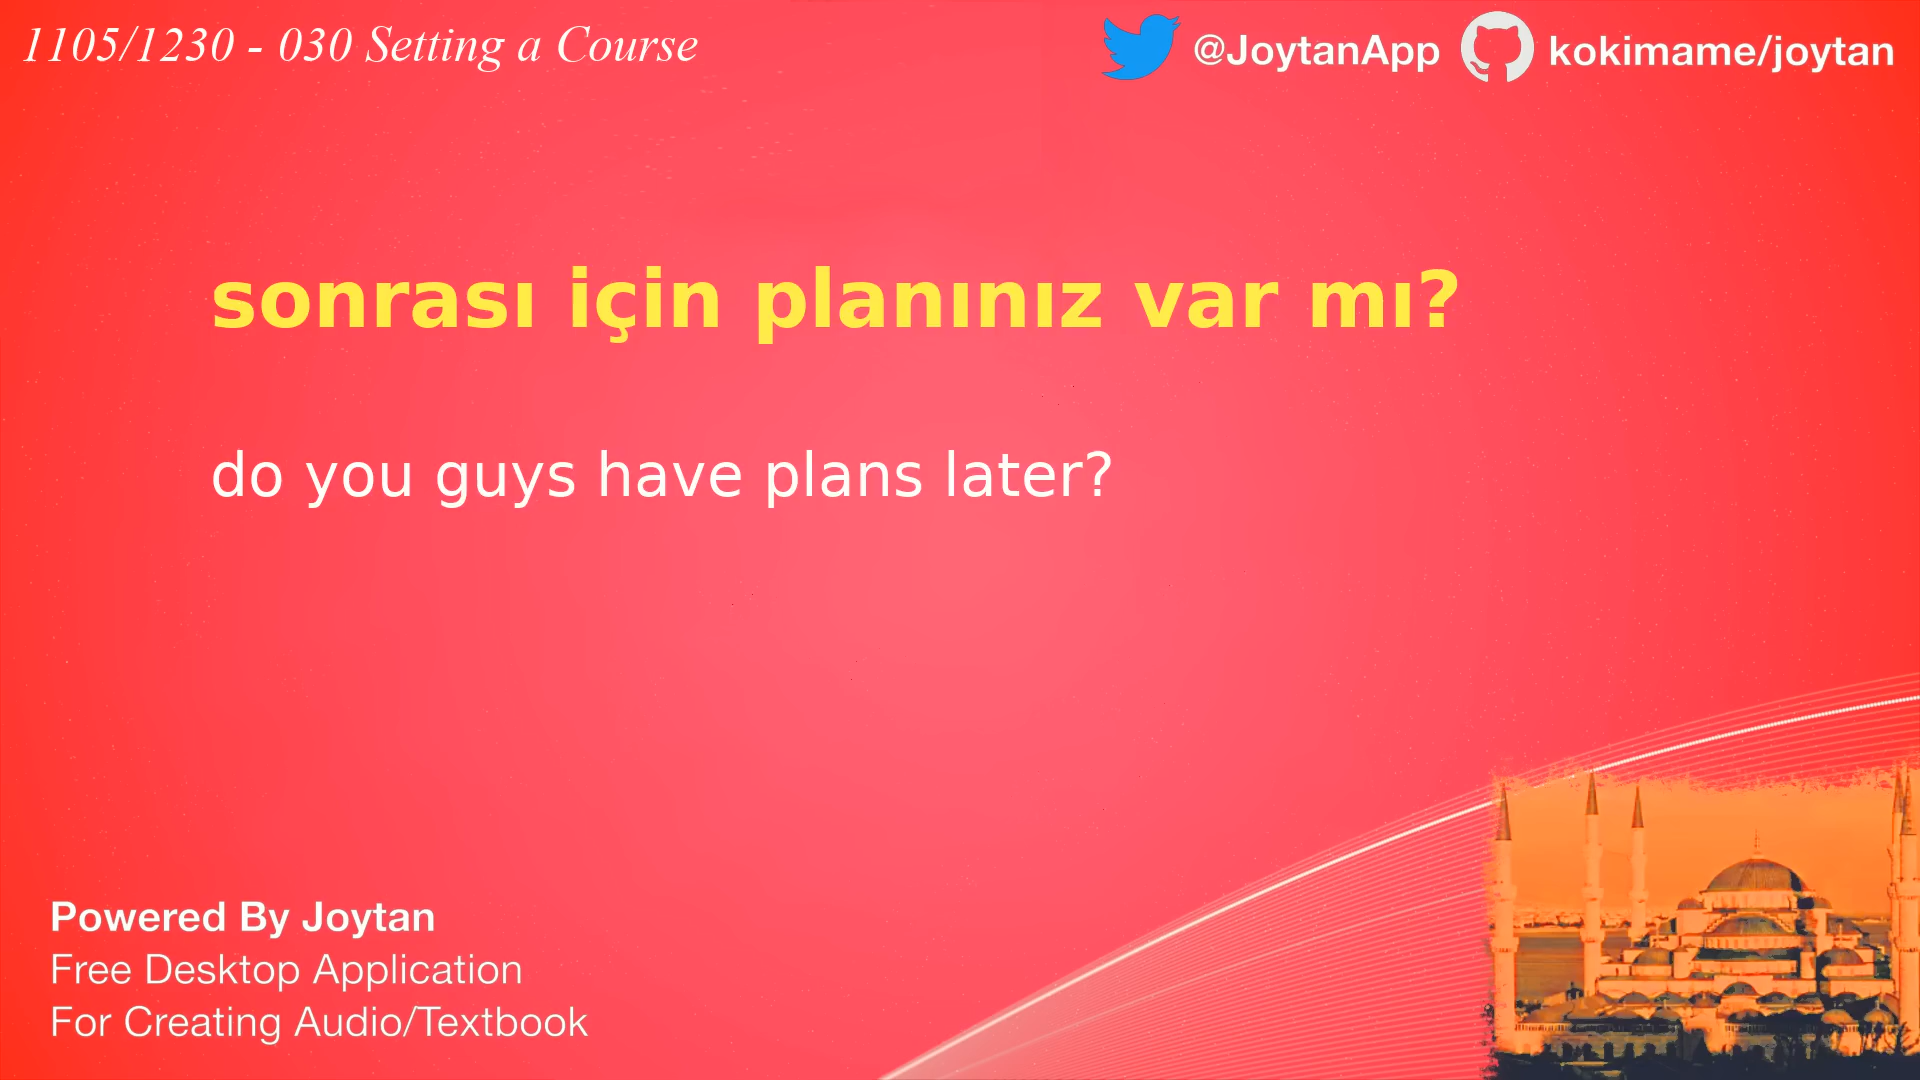 1105/1230 - 030 Setting a Course
@JoytanApp kokimame/joytan
sonrası için planınız var mı?
do you guys have plans later?
Powered By Joytan
Free Desktop Application
For Creating Audio/Textbook